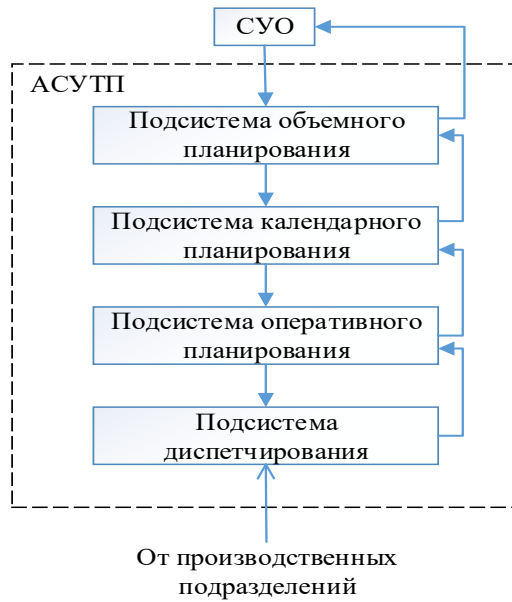 СУО
АСУТП
Подсистема объемного
планирования
Подсистема календарного
планирования
Подсистема оперативного
планирования
Подсистема
диспетчирования
От производственных
подразделений